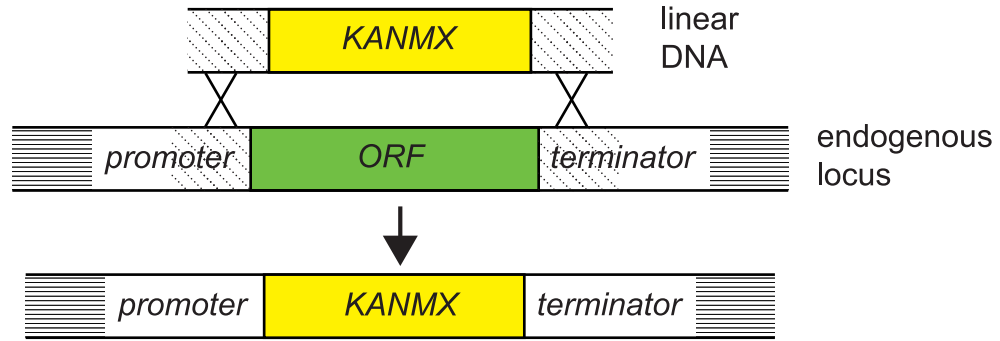 KANMX
linear
DNA
promoter ORF terminator
endogenous
locus
promoter KANMX terminator